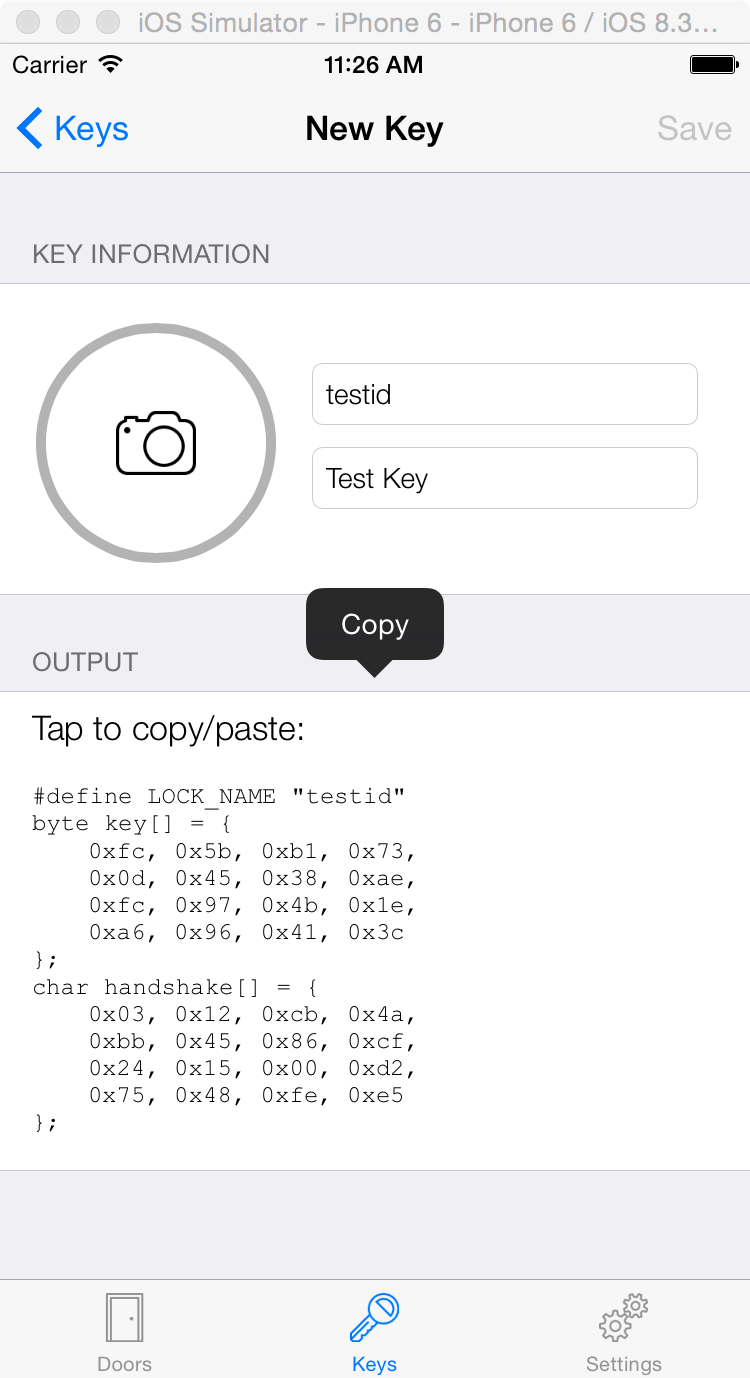 iOS Simulator - iPhone 6 - iPhone 6 / iOS 8.3...
Carrier 11:26 AM
Keys New Key Save
KEY INFORMATION
testid
Test Key
Copy
OUTPUT
Tap to copy/paste:
#define LOCK_NAME "testid"
byte key[] = {
    0xfc, 0x5b, 0xb1, 0x73,
    0x0d, 0x45, 0x38, 0xae,
    0xfc, 0x97, 0x4b, 0x1e,
    0xa6, 0x96, 0x41, 0x3c
};
char handshake[] = {
    0x03, 0x12, 0xcb, 0x4a,
    0xbb, 0x45, 0x86, 0xcf,
    0x24, 0x15, 0x00, 0xd2,
    0x75, 0x48, 0xfe, 0xe5
};
Doors Keys Settings